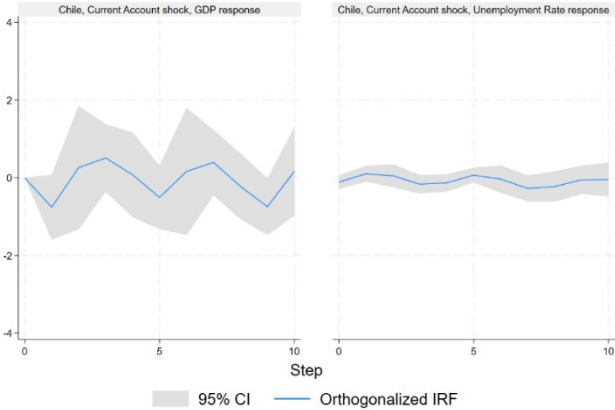 Chile, Current Account shock, GDP response
Chile, Current Account shock, Unemployment Rate response
4
2
0
-2
-4
0
5
10
0
5
10
Step
95% CI
Orthogonalized IRF